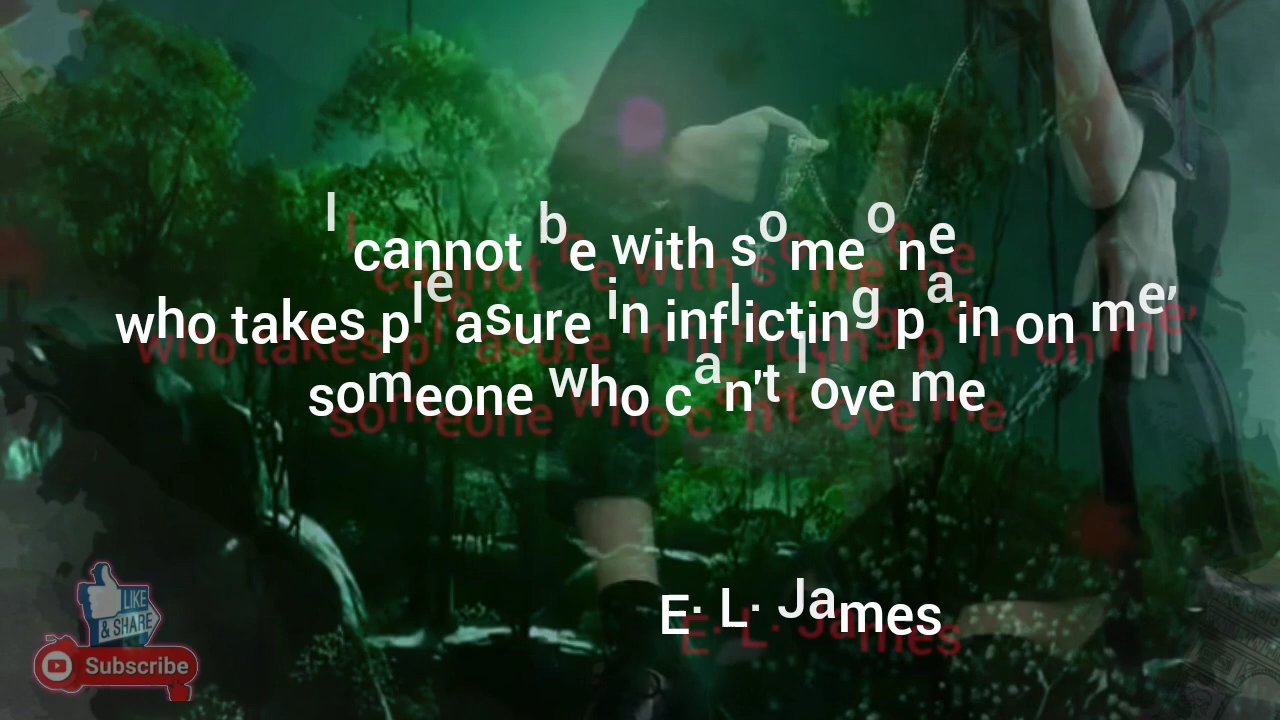 I cannot be with someone
who takes pleasure in inflicting pain on me'
someone who can't love me
E. L. James
LIKE
& SHARE
Subscribe